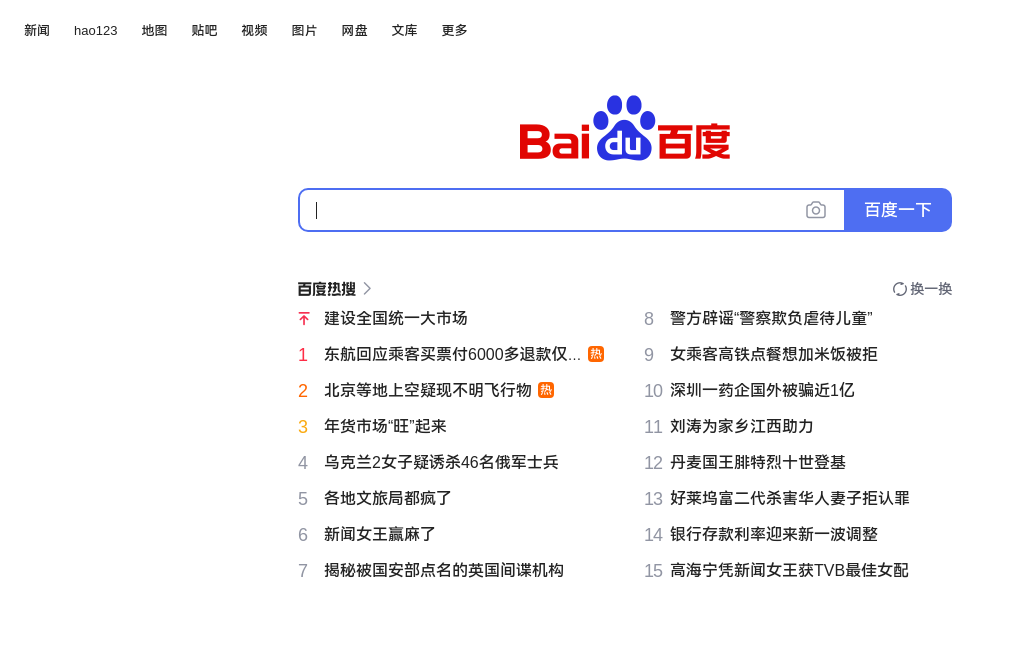 新闻 hao123 地图 贴吧 视频 图片 网盘 文库 更多
Bai du 百度
百度一下
百度热搜
换一换
建设全国统一大市场
1 东航回应乘客买票付6000多退款仅... 热
2 北京等地上空疑现不明飞行物 热
3 年货市场“旺”起来
4 乌克兰2女子疑诱杀46名俄军士兵
5 各地文旅局都疯了
6 新闻女王赢麻了
7 揭秘被国安部点名的英国间谍机构
8 警方辟谣“警察欺负虐待儿童”
9 女乘客高铁点餐想加米饭被拒
10 深圳一药企国外被骗近1亿
11 刘涛为家乡江西助力
12 丹麦国王腓特烈十世登基
13 好莱坞富二代杀害华人妻子拒认罪
14 银行存款利率迎来新一波调整
15 高海宁凭新闻女王获TVB最佳女配